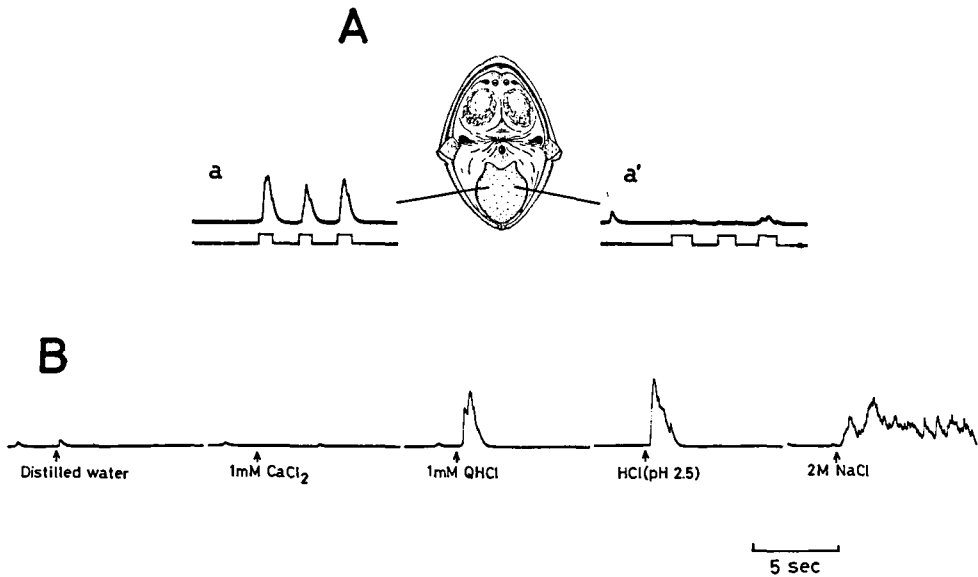 A
a
a'
B
Distilled water
1mM CaCl2
1mM QHCl
HCl(pH 2.5)
2M NaCl
5 sec